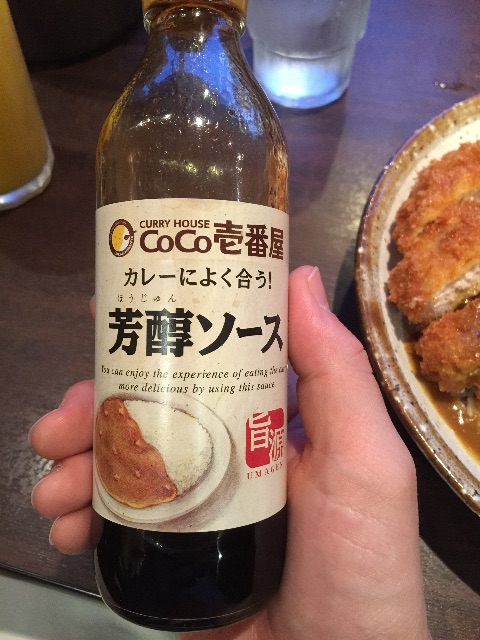 CURRY HOUSE
CoCo壱番屋
カレーによく合う!
ほうじゅん
芳醇ソース
You can enjoy the experience of eating the curry
more delicious by using this sauce.
旨源
UMAGEN